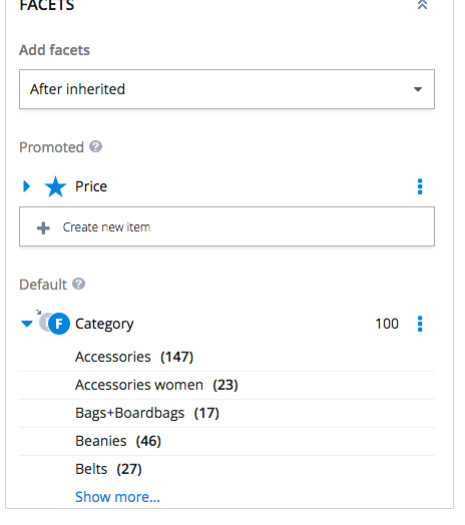 FACETS
Add facets
After inherited
Promoted ?
Price
Create new item
Default ?
F Category 100
Accessories (147)
Accessories women (23)
Bags+Boardbags (17)
Beanies (46)
Belts (27)
Show more...